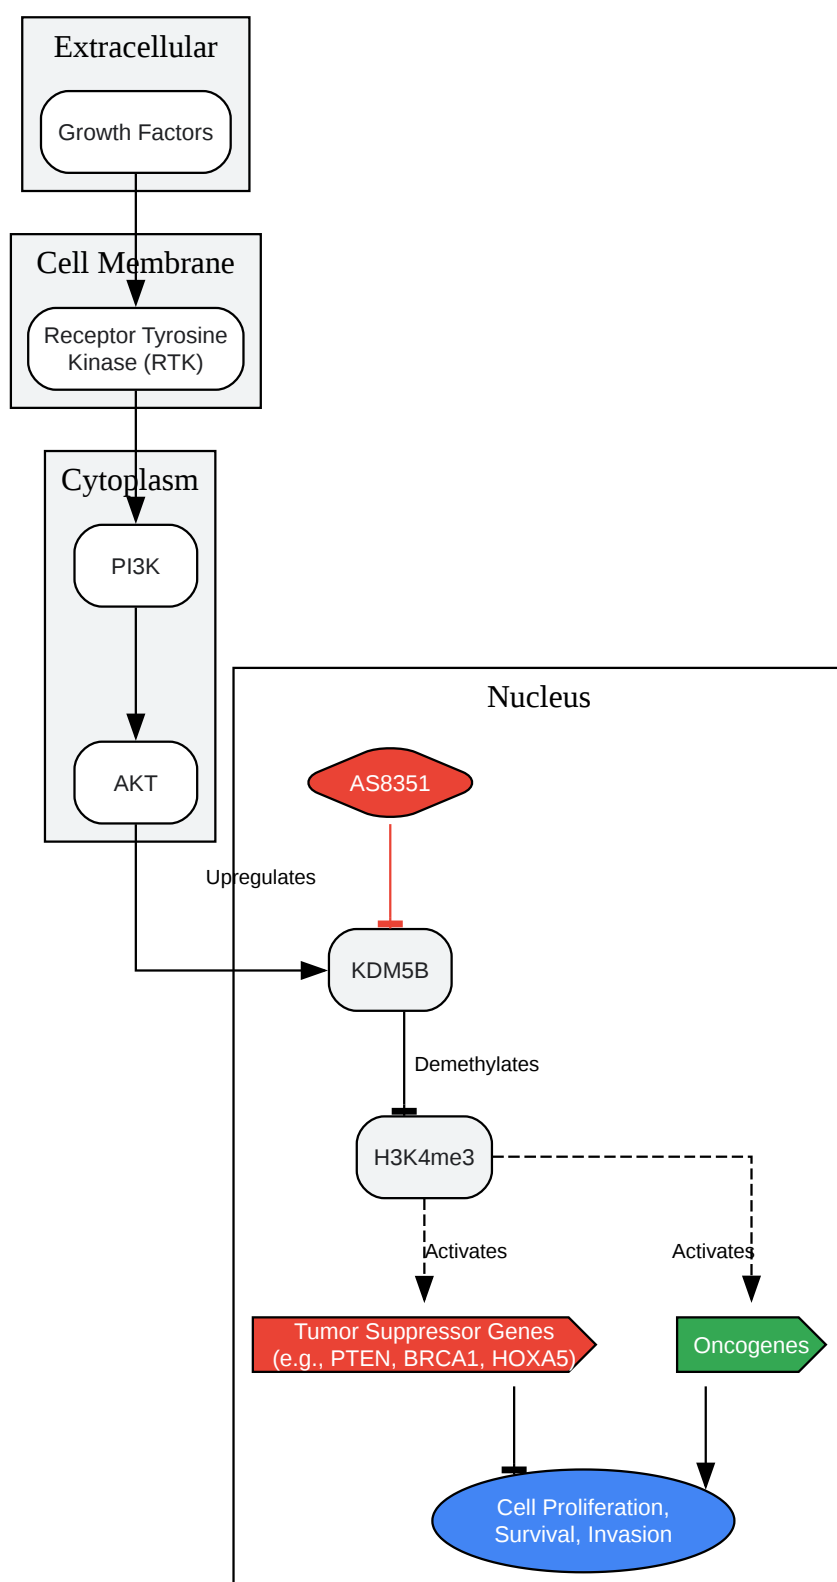 Extracellular
Growth Factors
Cell Membrane
Receptor Tyrosine
Kinase (RTK)
Cytoplasm
PI3K
Nucleus
AKT
AS8351
Upregulates
KDM5B
Demethylates
H3K4me3
Activates
Activates
Tumor Suppressor Genes
(e.g., PTEN, BRCA1, HOXA5)
Oncogenes
Cell Proliferation,
Survival, Invasion